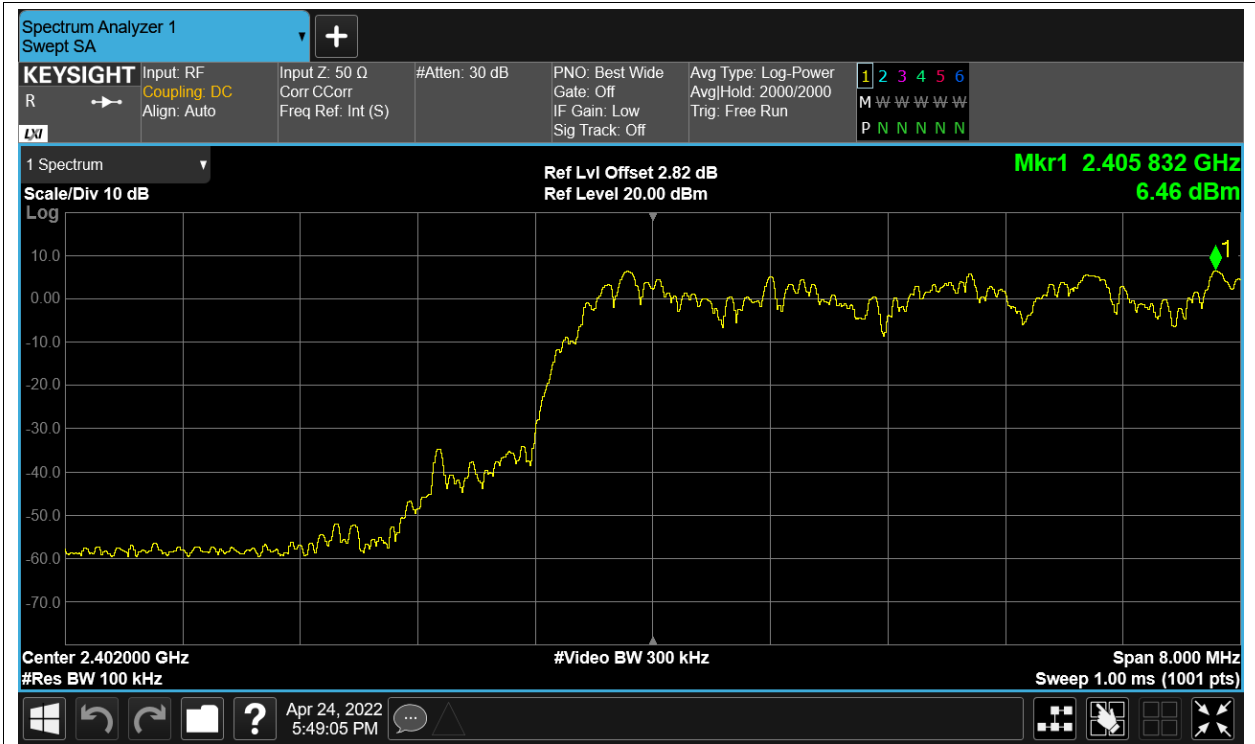 Spectrum Analyzer 1
Swept SA
+
KEYSIGHT
R
LXI
Input: RF
Coupling: DC
Align: Auto
Input Z: 50 Ω
Corr CCorr
Freq Ref: Int (S)
#Atten: 30 dB
PNO: Best Wide
Gate: Off
IF Gain: Low
Sig Track: Off
Avg Type: Log-Power
Avg|Hold: 2000/2000
Trig: Free Run
1 2 3 4 5 6
M W W W W W
P N N N N N
1 Spectrum
Scale/Div 10 dB
Log
Ref Lvl Offset 2.82 dB
Ref Level 20.00 dBm
Mkr1 2.405 832 GHz
6.46 dBm
1
10.0
0.00
-10.0
-20.0
-30.0
-40.0
-50.0
-60.0
-70.0
Center 2.402000 GHz
#Res BW 100 kHz
#Video BW 300 kHz
Span 8.000 MHz
Sweep 1.00 ms (1001 pts)
?
Apr 24, 2022
5:49:05 PM